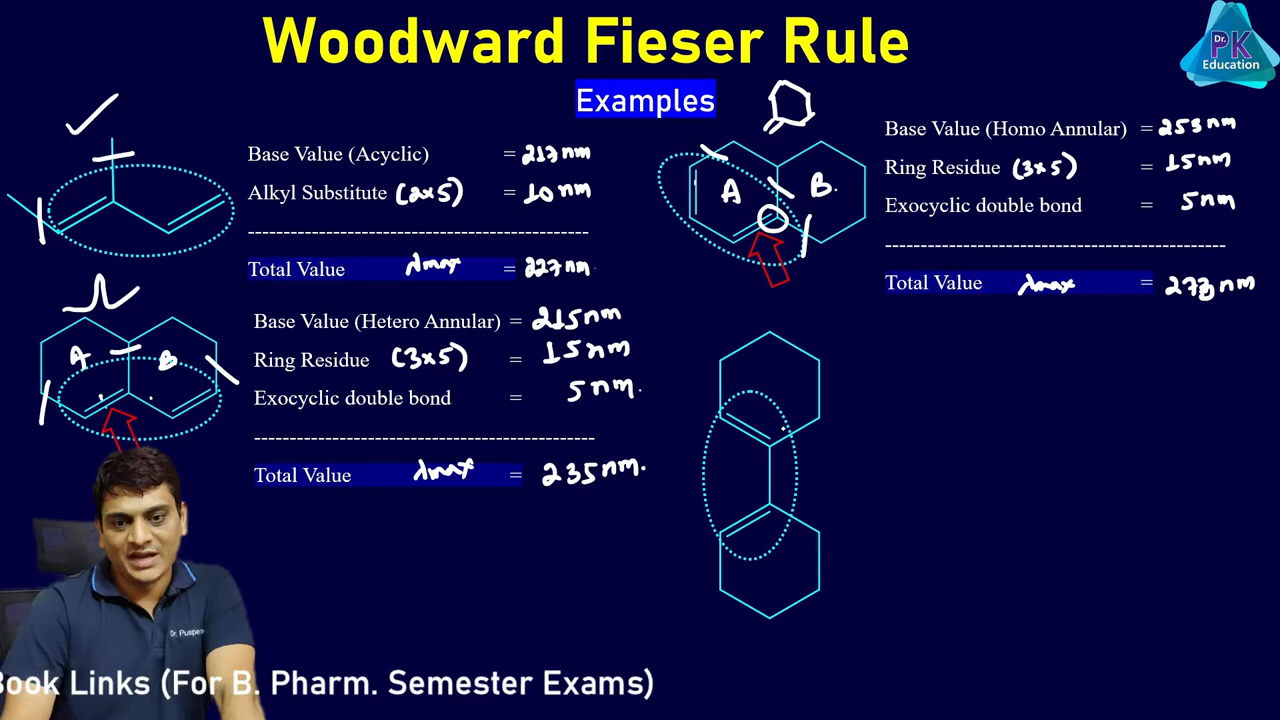 Woodward Fieser Rule
Dr.
PK
Education
Examples
Base Value (Acyclic) = 217 nm
Alkyl Substitute (2x5) = 10 nm
Total Value λmax = 227 nm
A B
Base Value (Hetero Annular) = 215 nm
Ring Residue (3x5) = 15 nm
Exocyclic double bond = 5 nm.
Total Value λmax = 235 nm.
A B
Base Value (Homo Annular) = 253 nm
Ring Residue (3x5) = 15 nm
Exocyclic double bond = 5 nm
Total Value λmax = 273 nm
Book Links (For B. Pharm. Semester Exams)